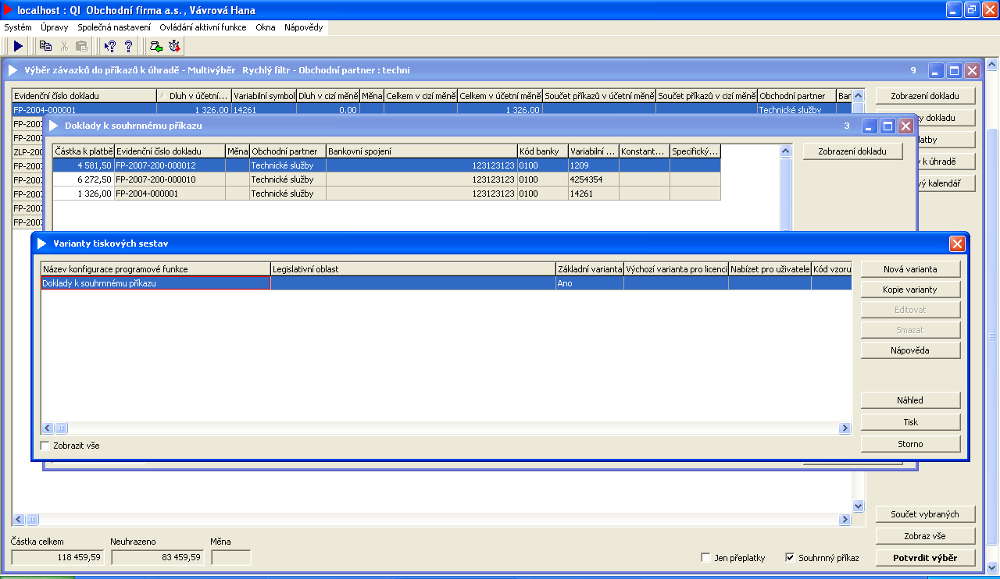 localhost : QI Obchodní firma a.s. , Vávrová Hana
Systém Úpravy Společná nastavení Ovládání aktivní funkce Okna Nápovědy
Výběr závazků do příkazů k úhradě - Multivýběr Rychlý filtr - Obchodní partner : techni 9
Evidenční číslo dokladu Dluh v účetní... Variabilní symbol Dluh v cizí měně Měna Celkem v cizí měně Celkem v účetní měně Součet příkazů v účetní měně Součet příkazů v cizí měně Obchodní partner Ban
Zobrazení dokladu
FP-2004-000001 1 326,00 14261 0.00 1 326.00 Technické služby
FP-2007
y dokladu
FP-2007
latby
ZLP-200
FP-2007
k úhradě
FP-2007
vý kalendář
FP-2007
FP-2007
FP-2007
Doklady k souhrnnému příkazu 3
Částka k platbě Evidenční číslo dokladu Měna Obchodní partner Bankovní spojení Kód banky Variabilní ... Konstant... Specifický...
Zobrazení dokladu
4 581,50 FP-2007-200-000012 Technické služby 123123123 0100 1209
6 272,50 FP-2007-200-000010 Technické služby 123123123 0100 4254354
1 326,00 FP-2004-000001 Technické služby 123123123 0100 14261
Varianty tiskových sestav
Název konfigurace programové funkce Legislativní oblast Základní varianta Výchozí varianta pro licenci Nabízet pro uživatele Kód vzoru
Doklady k souhrnnému příkazu Ano
Nová varianta
Kopie varianty
Editovat
Smazat
Nápověda
Náhled
Tisk
Storno
Zobrazit vše
Součet vybraných
Zobraz vše
Potvrdit výběr
Částka celkem Neuhrazeno Měna
118 459,59 83 459,59
Jen přeplatky Souhrnný příkaz